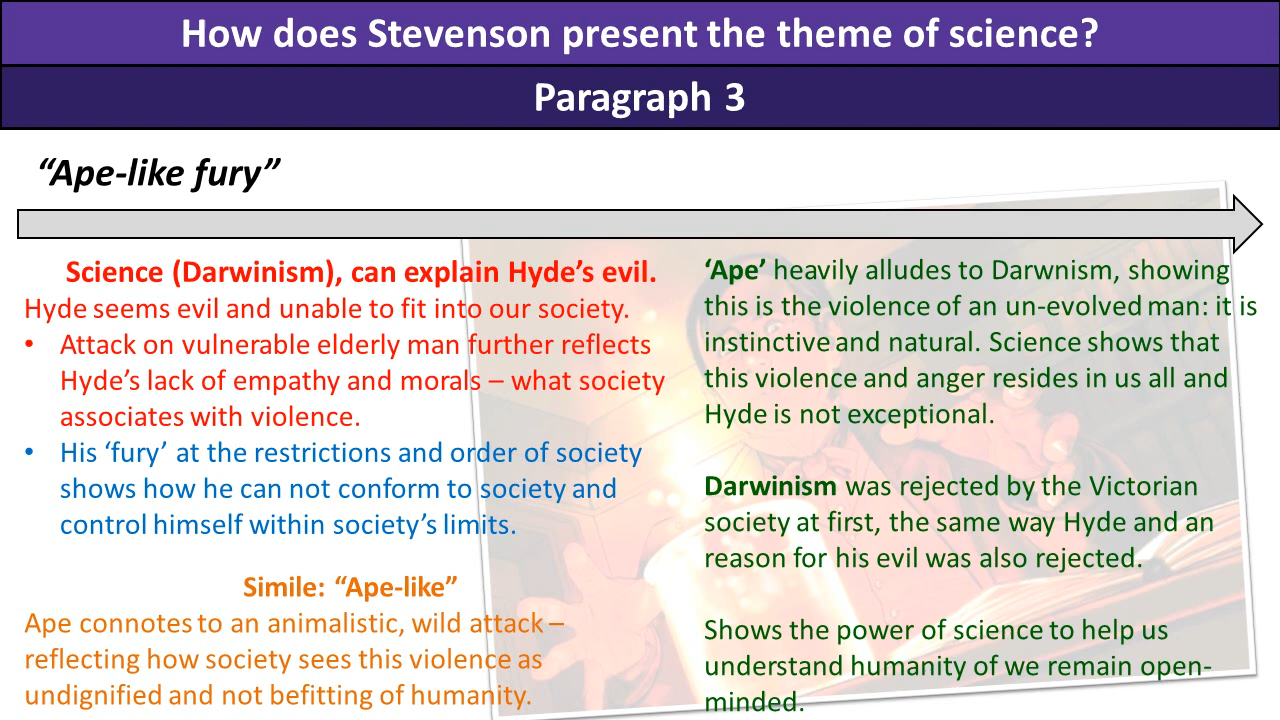 How does Stevenson present the theme of science?
Paragraph 3
“Ape-like fury”
Science (Darwinism), can explain Hyde’s evil.
Hyde seems evil and unable to fit into our society.
• Attack on vulnerable elderly man further reflects
Hyde’s lack of empathy and morals – what society
associates with violence.
• His ‘fury’ at the restrictions and order of society
shows how he can not conform to society and
control himself within society’s limits.
Simile: “Ape-like”
Ape connotes to an animalistic, wild attack –
reflecting how society sees this violence as
undignified and not befitting of humanity.
‘Ape’ heavily alludes to Darwnism, showing
this is the violence of an un-evolved man: it is
instinctive and natural. Science shows that
this violence and anger resides in us all and
Hyde is not exceptional.
Darwinism was rejected by the Victorian
society at first, the same way Hyde and an
reason for his evil was also rejected.
Shows the power of science to help us
understand humanity of we remain open-
minded.